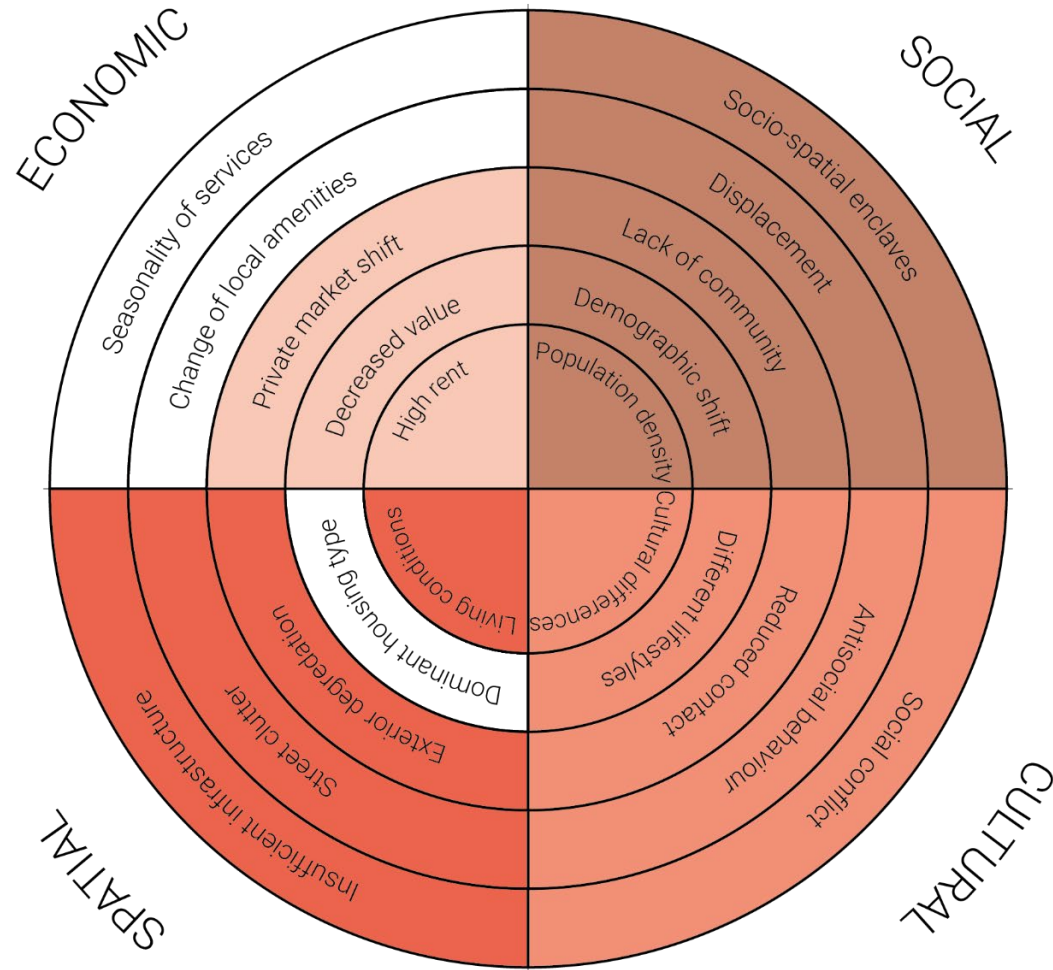 ECONOMIC
Seasonality of services
Change of local amenities
Private market shift
Decreased value
High rent
SOCIAL
Socio-spatial enclaves
Displacement
Lack of community
Demographic shift
Population density
SPATIAL
Living conditions
Dominant housing type
Exterior degredation
Street clutter
Insufficient infrastructure
CULTURAL
Cultural differences
Different lifestyles
Reduced contact
Antisocial behaviour
Social conflict